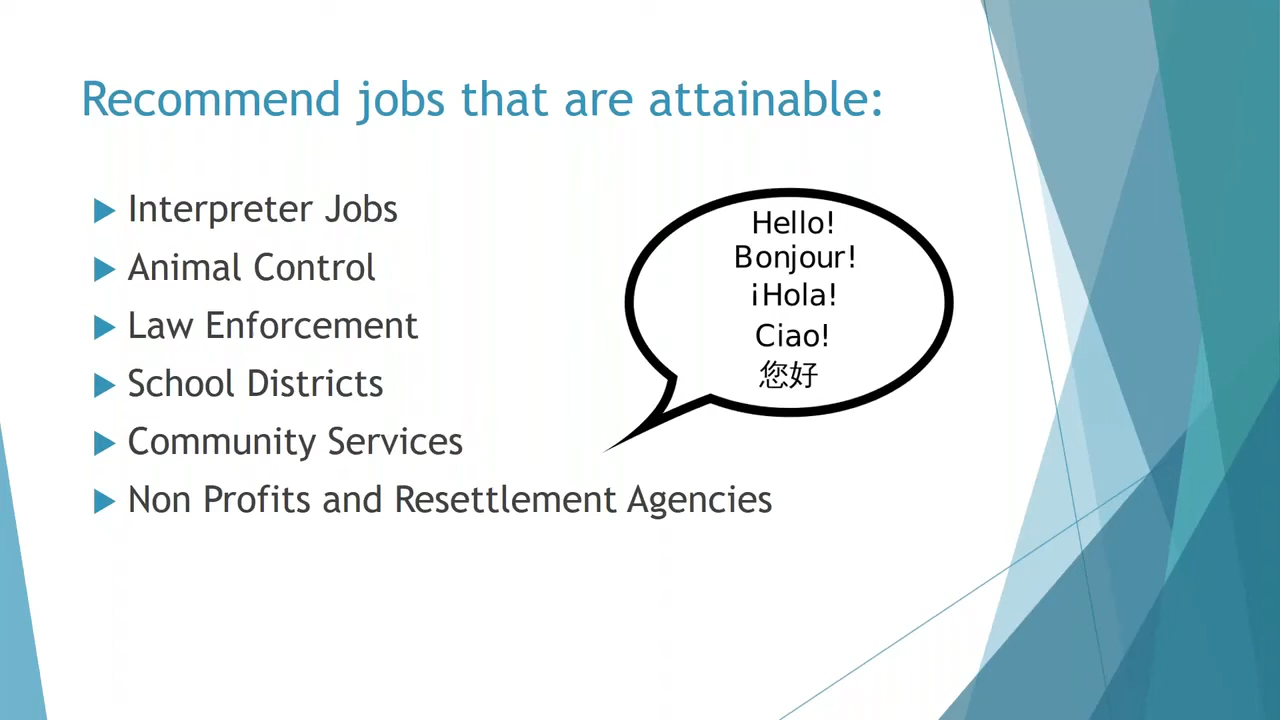 Recommend jobs that are attainable:
Interpreter Jobs
Animal Control
Law Enforcement
School Districts
Community Services
Non Profits and Resettlement Agencies
Hello!
Bonjour!
¡Hola!
Ciao!
您好